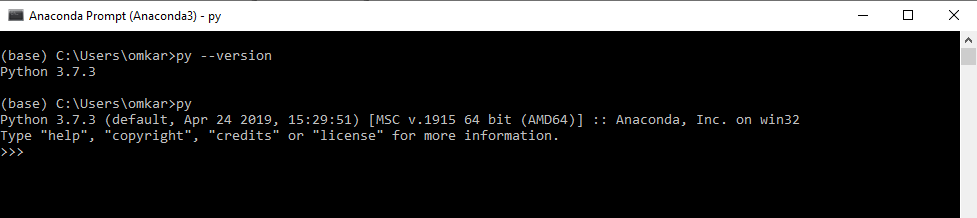 Anaconda Prompt (Anaconda3) - py
(base) C:\Users\omkar>py --version
Python 3.7.3
(base) C:\Users\omkar>py
Python 3.7.3 (default, Apr 24 2019, 15:29:51) [MSC v.1915 64 bit (AMD64)] :: Anaconda, Inc. on win32
Type "help", "copyright", "credits" or "license" for more information.
>>>